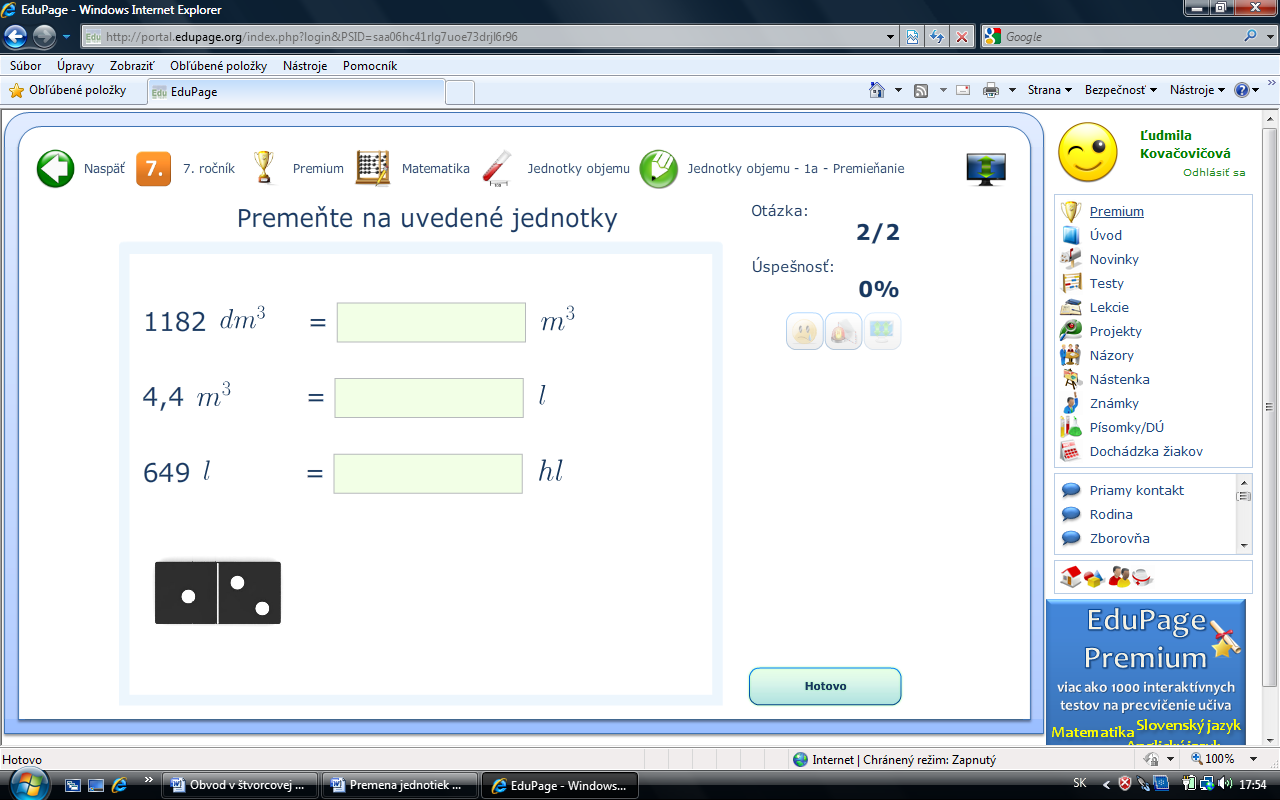 EduPage - Windows Internet Explorer
http://portal.edupage.org/index.php?login&PSID=saa06hc41rlg7uoe73drjl6r96
Google
Súbor Úpravy Zobraziť Obľúbené položky Nástroje Pomocník
Obľúbené položky
EduPage
Strana Bezpečnosť Nástroje
Naspäť
7.
7. ročník
Premium
Matematika
Jednotky objemu
Jednotky objemu - 1a - Premieňanie
Premeňte na uvedené jednotky
1182 dm³ = m³
4,4 m³ = l
649 l = hl
Otázka:
2/2
Úspešnosť:
0%
Hotovo
Ľudmila
Kovačovičová
Odhlásiť sa
Premium
Úvod
Novinky
Testy
Lekcie
Projekty
Názory
Nástenka
Známky
Písomky/DÚ
Dochádzka žiakov
Priamy kontakt
Rodina
Zborovňa
EduPage
Premium
viac ako 1000 interaktívnych
testov na precvičenie učiva
Matematika
Slovenský jazyk
Anglický jazyk
Hotovo
Internet | Chránený režim: Zapnutý
100%
Obvod v štvorcovej ...
Premena jednotiek ...
EduPage - Windows...
SK
17:54